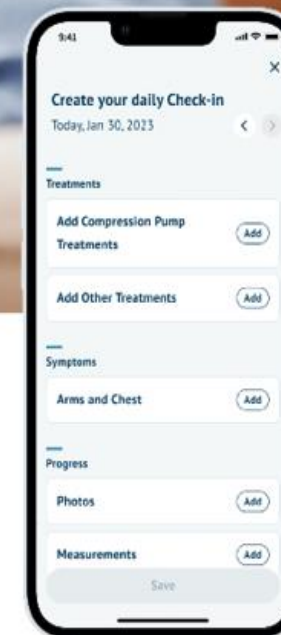 9:41
Create your daily Check-in
Today, Jan 30, 2023
Treatments
Add Compression Pump
Treatments
Add
Add Other Treatments
Add
Symptoms
Arms and Chest
Add
Progress
Photos
Add
Measurements
Add
Save